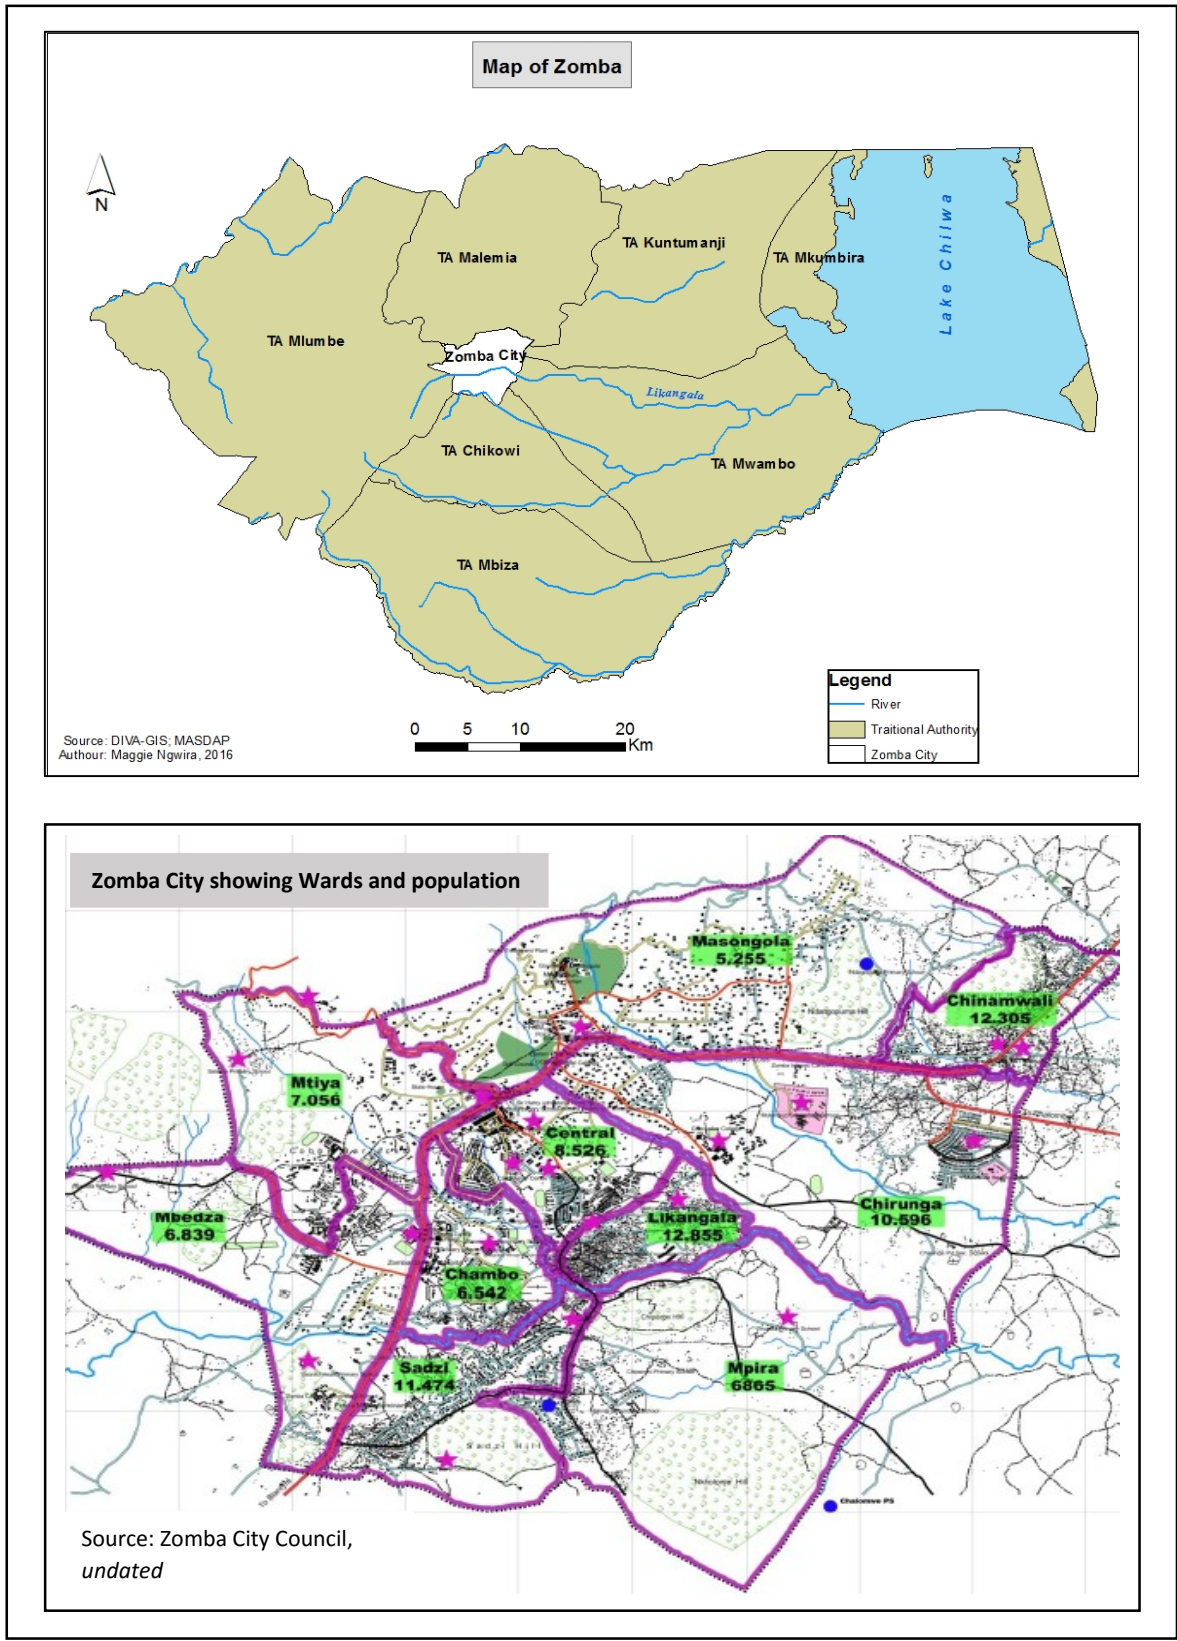 Map of Zomba
N
TA Malemia
TA Kuntumanji
TA Mkumbira
Lake Chilwa
TA Mlumbe
Zomba City
Likangala
TA Chikowi
TA Mwambo
TA Mbiza
Legend
River
Traitional Authority
Zomba City
0 5 10 20
Km
Source: DIVA-GIS; MASDAP
Authour: Maggie Ngwira, 2016
Zomba City showing Wards and population
Masongola
5.255
Chinamwali
12.305
Mtiya
7.056
Central
8.526
Mbedza
6.839
Likangala
12.855
Chirunga
10.596
Chambo
6.542
Sadzi
11.474
Mpira
6865
Sadzi Hill
Chalomwe PS
Source: Zomba City Council,
undated